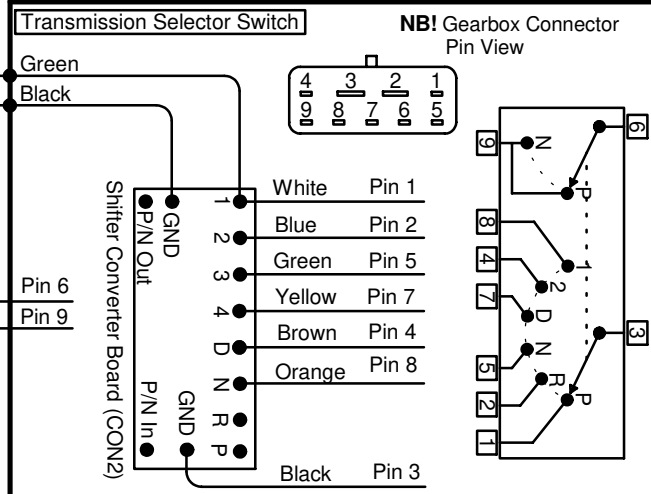 Transmission Selector Switch
NB! Gearbox Connector
Pin View
Green
Black
4 3 2 1
9 8 7 6 5
Shifter Converter Board (CON2)
P/N Out
GND
P/N In
GND
1
2
3
4
D
N
R
P
White Pin 1
Blue Pin 2
Green Pin 5
Yellow Pin 7
Brown Pin 4
Orange Pin 8
Black Pin 3
Pin 6
Pin 9
9
8
4
7
5
2
1
N
P
1
2
D
N
R
P
6
3